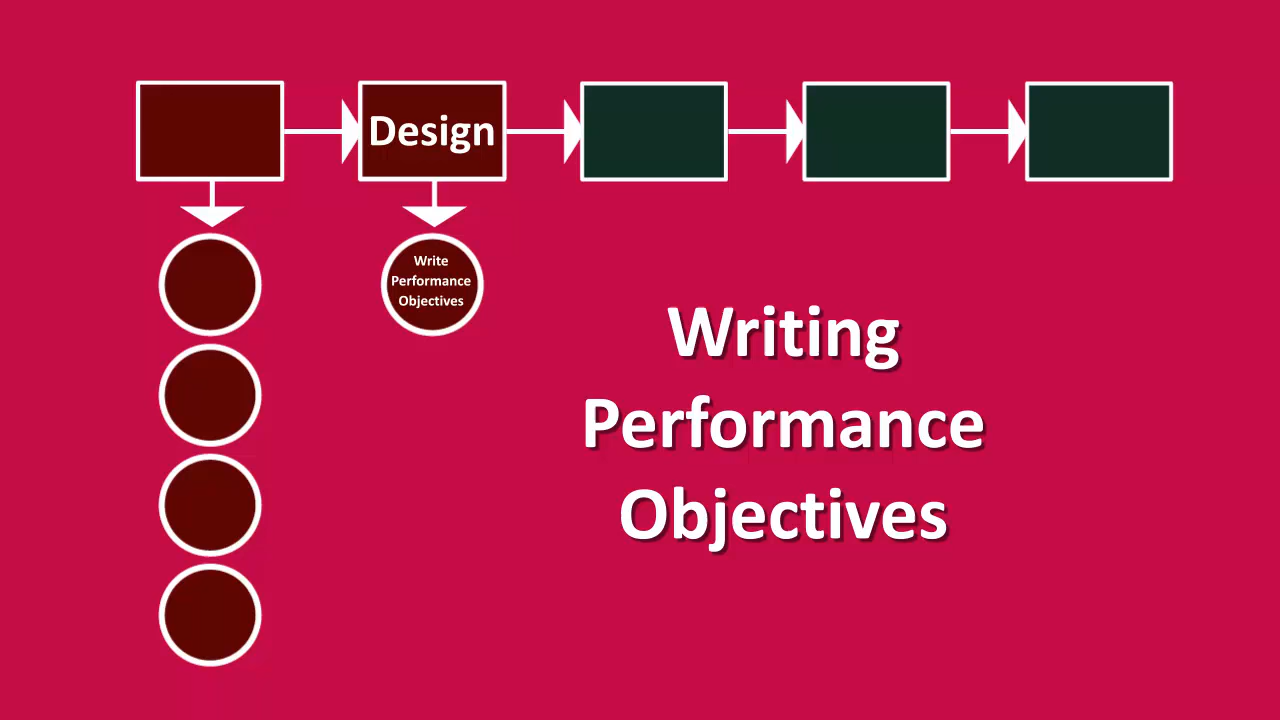 Design
Write
Performance
Objectives
Writing
Performance
Objectives